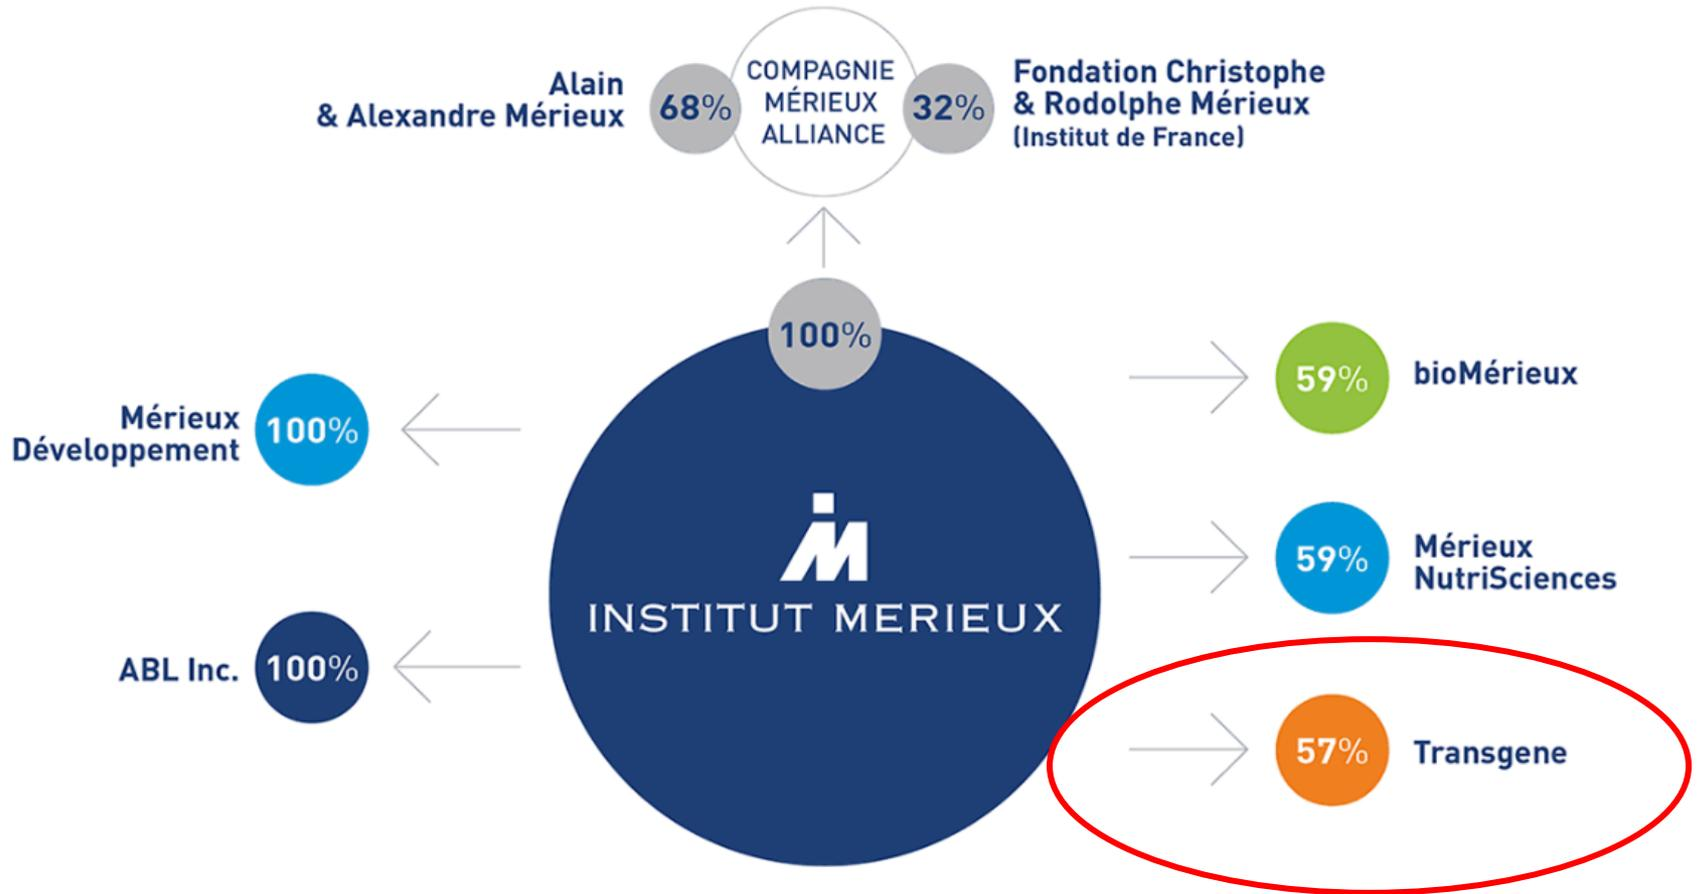 Alain
& Alexandre Mérieux
68%
COMPAGNIE
MÉRIEUX
ALLIANCE
32%
Fondation Christophe
& Rodolphe Mérieux
(Institut de France)
100%
Mérieux
Développement
100%
ABL Inc.
100%
INSTITUT MERIEUX
59%
bioMérieux
59%
Mérieux
NutriSciences
57%
Transgene